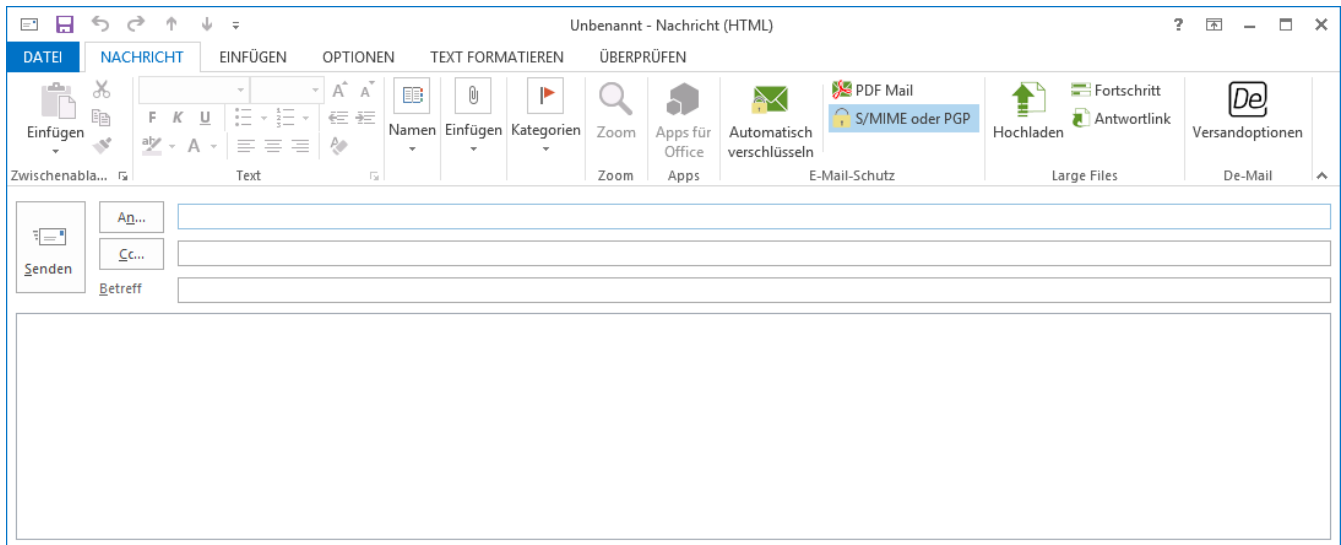 Unbenannt - Nachricht (HTML)
?
DATEI NACHRICHT EINFÜGEN OPTIONEN TEXT FORMATIEREN ÜBERPRÜFEN
Einfügen
F K U
A A
ab A
Namen Einfügen Kategorien Zoom Apps für Office
Automatisch verschlüsseln
PDF Mail
S/MIME oder PGP
Hochladen
Fortschritt
Antwortlink
De
Versandoptionen
Zwischenabla... Text Zoom Apps E-Mail-Schutz Large Files De-Mail
Senden
An...
Cc...
Betreff